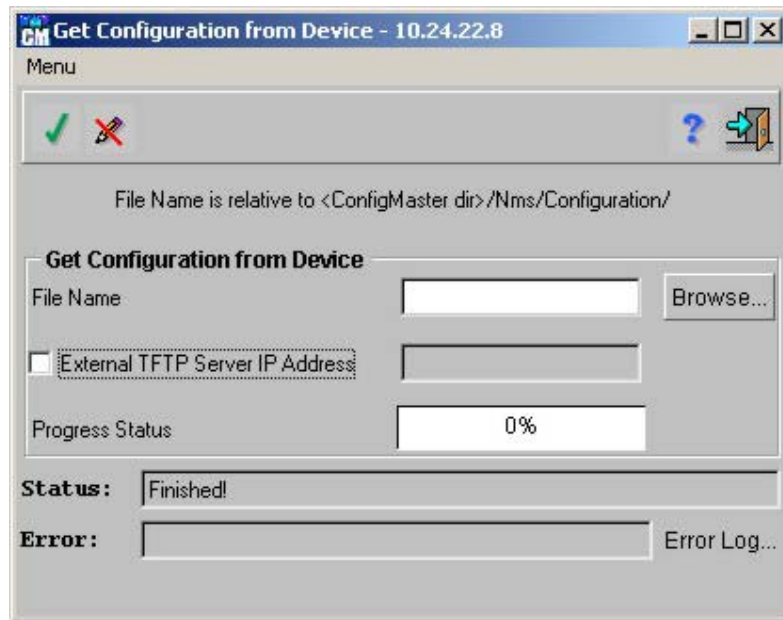 CM Get Configuration from Device - 10.24.22.8
Menu
File Name is relative to <ConfigMaster dir>/Nms/Configuration/
Get Configuration from Device
File Name
Browse...
External TFTP Server IP Address
Progress Status
0%
Status:
Finished!
Error:
Error Log...